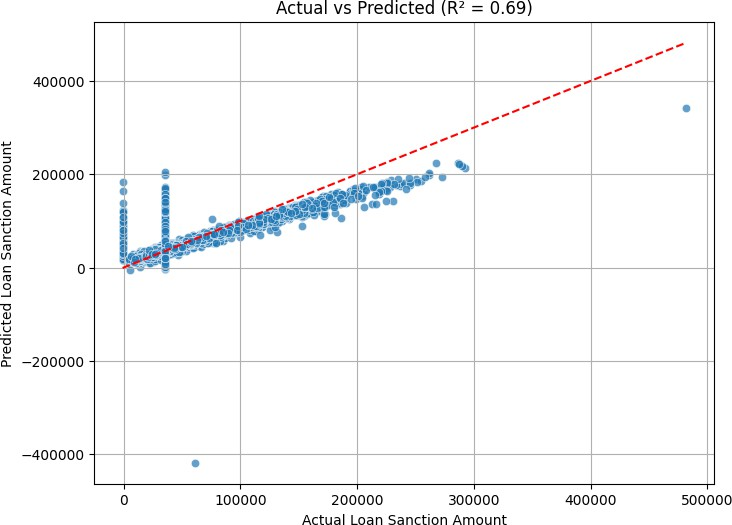 Actual vs Predicted (R² = 0.69)
Predicted Loan Sanction Amount
400000
200000
0
−200000
−400000
0 100000 200000 300000 400000 500000
Actual Loan Sanction Amount